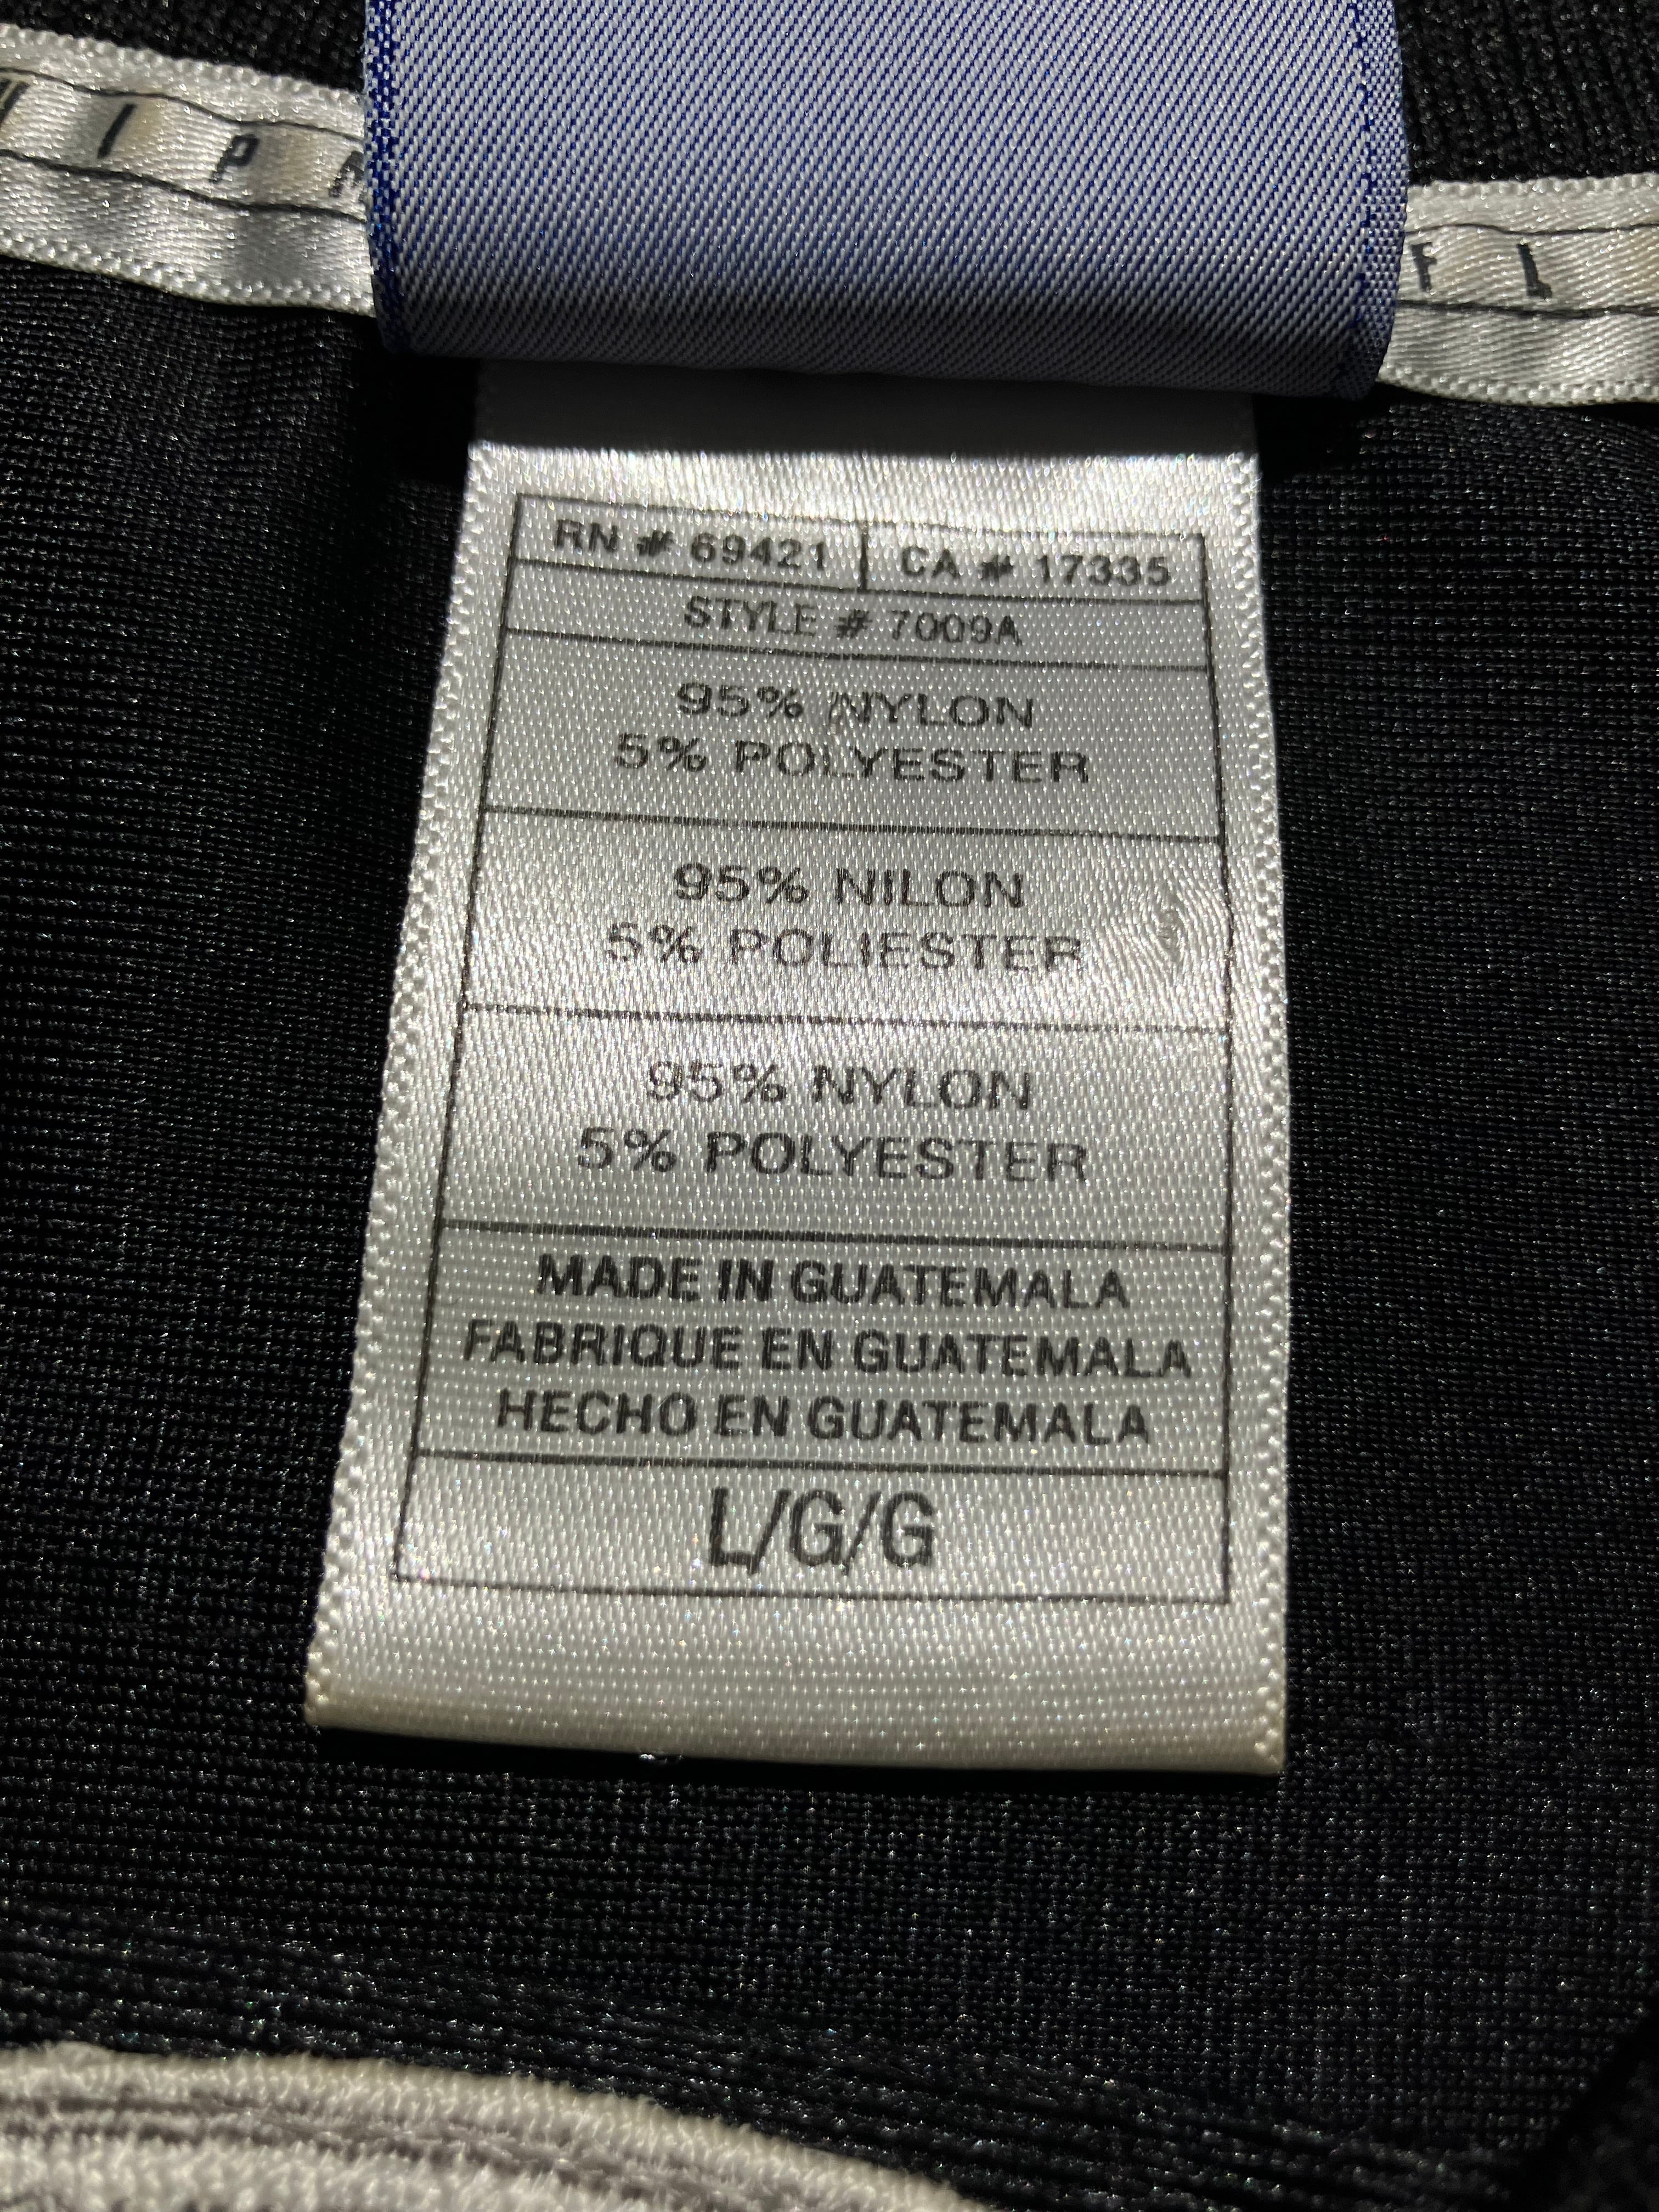 I P
F L
RN # 69421 | CA # 17335
STYLE # 7009A
95% NYLON
5% POLYESTER
95% NILON
5% POLIESTER
95% NYLON
5% POLYESTER
MADE IN GUATEMALA
FABRIQUE EN GUATEMALA
HECHO EN GUATEMALA
L/G/G